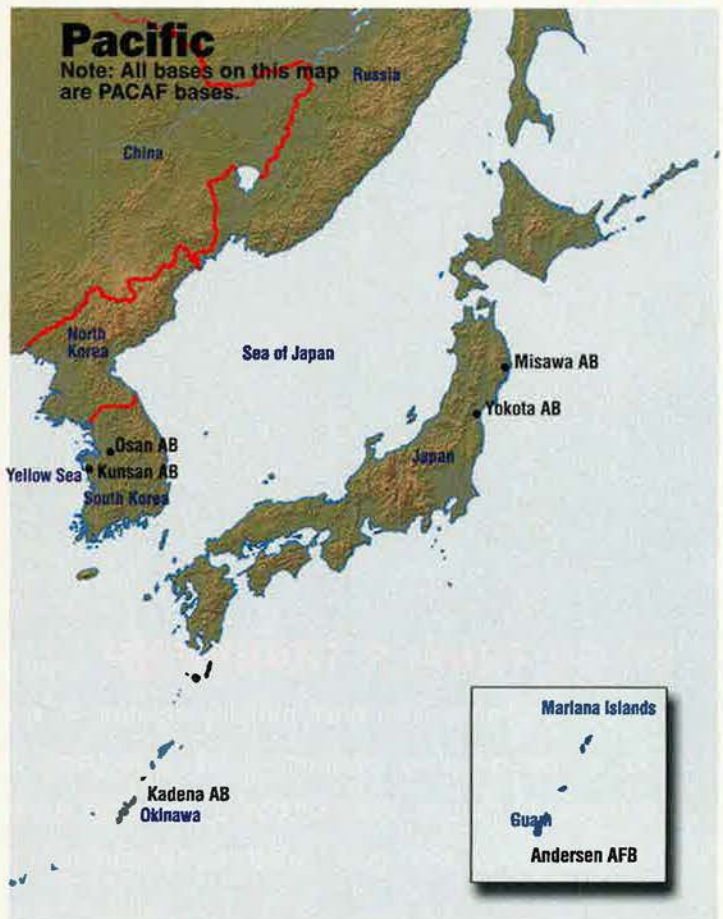 Pacific
Note: All bases on this map
are PACAF bases.
Russia
China
North
Korea
Sea of Japan
Misawa AB
Yokota AB
Osan AB
Japan
Yellow Sea
Kunsan AB
South Korea
Mariana Islands
Kadena AB
Okinawa
Guam
Andersen AFB